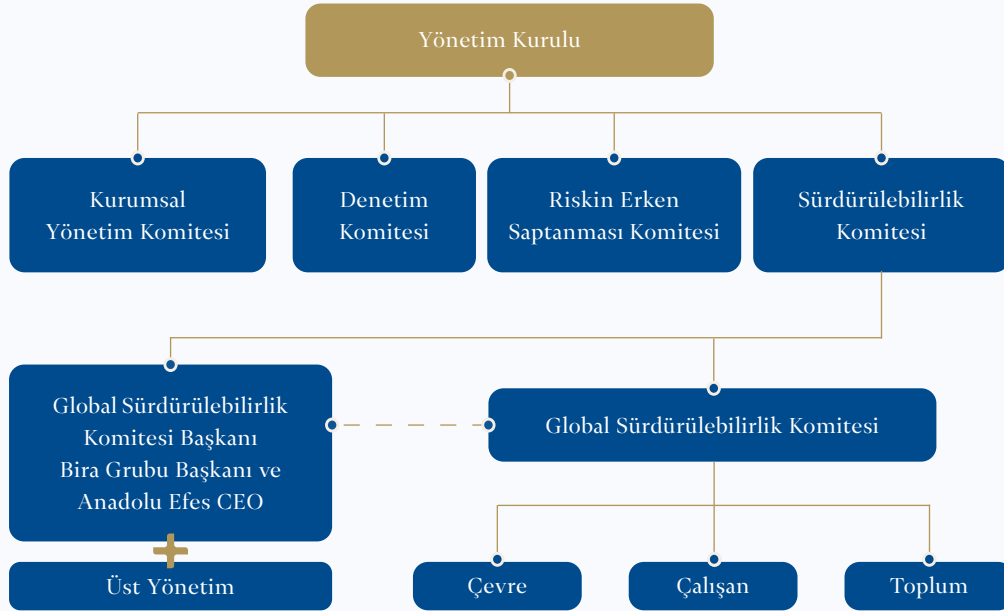 Yönetim Kurulu
Kurumsal
Yönetim Komitesi
Denetim
Komitesi
Riskin Erken
Saptanması Komitesi
Sürdürülebilirlik
Komitesi
Global Sürdürülebilirlik
Komitesi Başkanı
Bira Grubu Başkanı ve
Anadolu Efes CEO
Global Sürdürülebilirlik Komitesi
Üst Yönetim
Çevre
Çalışan
Toplum